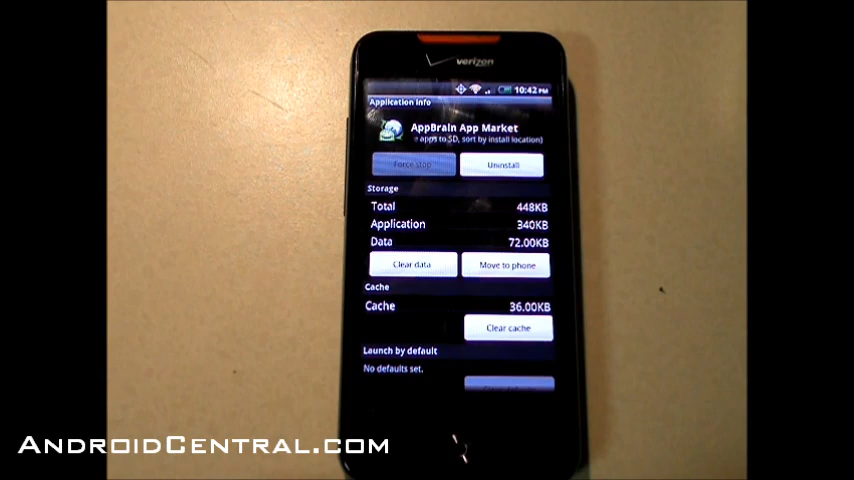 verizon
10:42 PM
Application info
AppBrain App Market
e apps to SD, sort by install location)
Force stop
Uninstall
Storage
Total 448KB
Application 340KB
Data 72.00KB
Clear data
Move to phone
Cache
Cache 36.00KB
Clear cache
Launch by default
No defaults set.
ANDROIDCENTRAL.COM